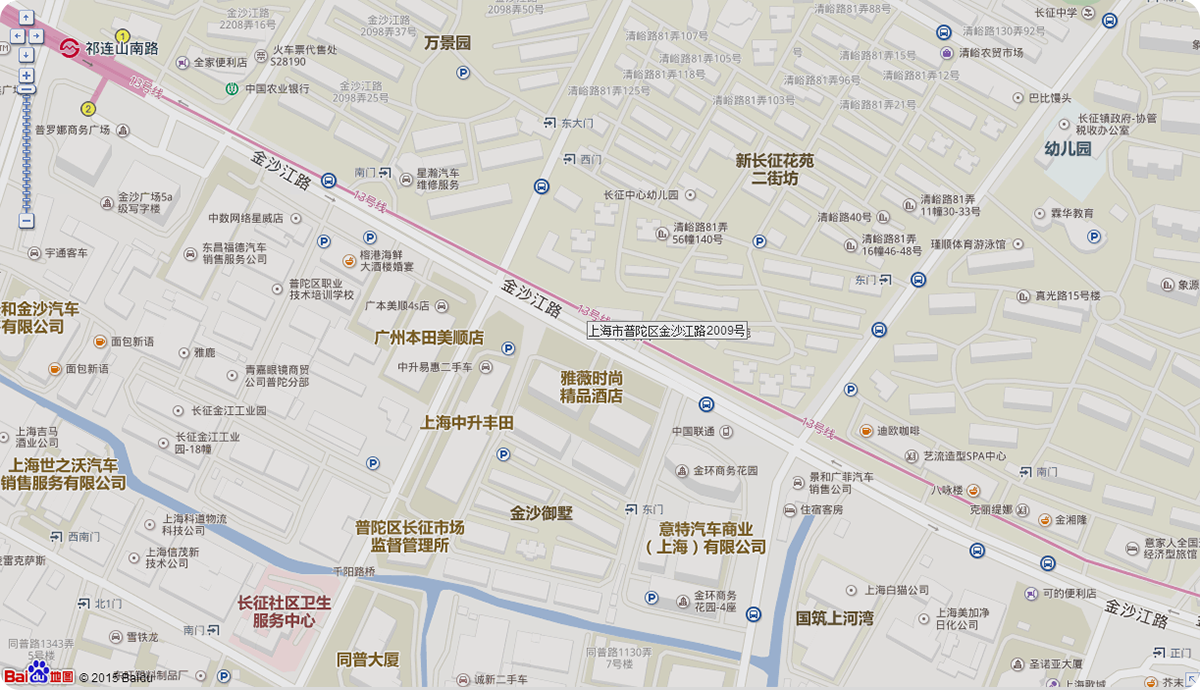 金沙江路
2208弄16号
金沙江路
2098弄37号
金沙江路
2098弄50号
清峪路81弄88号
长征中学
清峪路130弄92号
祁连山南路
1
火车票代售处
S28190
全家便利店
万景园
清峪路81弄107号
清峪路81弄105号
清峪农贸市场
清峪路81弄118号
清峪路81弄96号
清峪路81弄12号
13号线
中国农业银行
金沙江路
2098弄25号
清峪路81弄125号
清峪路81弄103号
清峪路81弄21号
巴比馒头
2
普罗娜商务广场
东大门
长征镇政府-协管
税收办公室
幼儿园
金沙江路
南门
星瀚汽车
维修服务
西门
新长征花苑
二街坊
金沙广场5a
级写字楼
13号线
长征中心幼儿园
清峪路81弄
11幢30-33号
中数网络星威店
清峪路40号
霖华教育
清峪路81弄
56幢140号
清峪路81弄
16幢46-48号
瑾顺体育游泳馆
宇通客车
东昌福德汽车
销售服务公司
榕港海鲜
大酒楼婚宴
普陀区职业
技术培训学校
东门
象源
真光路15号楼
金沙江路
13号线
广本美顺4s店
和金沙汽车
有限公司
广州本田美顺店
上海市普陀区金沙江路2009号
面包新语
雅鹿
面包新语
青嘉眼镜商贸
公司普陀分部
中升易惠二手车
雅薇时尚
精品酒店
长征金江工业园
上海中升丰田
13号线
中国联通
迪欧咖啡
上海吉马
酒业公司
长征金江工业
园-18幢
艺流造型SPA中心
上海世之沃汽车
销售服务有限公司
金环商务花园
景和广菲汽车
销售公司
南门
八咏楼
住宿客房
克丽缇娜
金湘隆
金沙御墅
东门
上海科道物流
科技公司
普陀区长征市场
监督管理所
意特汽车商业
（上海）有限公司
西南门
雷克萨斯
上海信茂新
技术公司
意家人全国
经济型旅馆
千阳路桥
北1门
长征社区卫生
服务中心
金环商务
花园-4座
上海白猫公司
可的便利店
金沙江路
国筑上河湾
上海美加净
日化公司
南门
雪铁龙
同普路1343弄
5号楼
同普大厦
同普路1130弄
7号楼
圣诺亚大厦
正门
Bai du 地图
© 2015 Baidu
诚新二手车
上海歌城